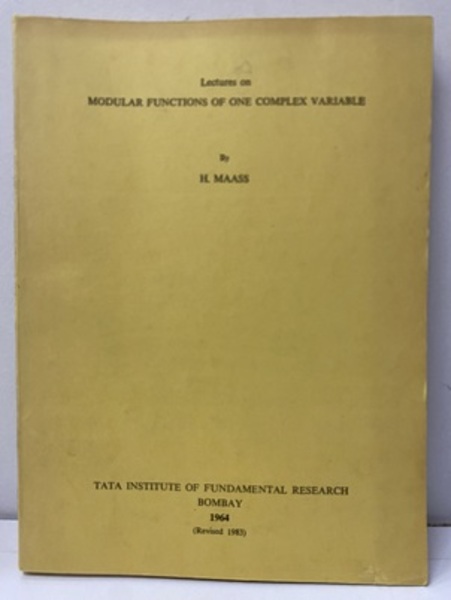 Lectures on
MODULAR FUNCTIONS OF ONE COMPLEX VARIABLE
By
H. MAASS
TATA INSTITUTE OF FUNDAMENTAL RESEARCH
BOMBAY
1964
(Revised 1983)